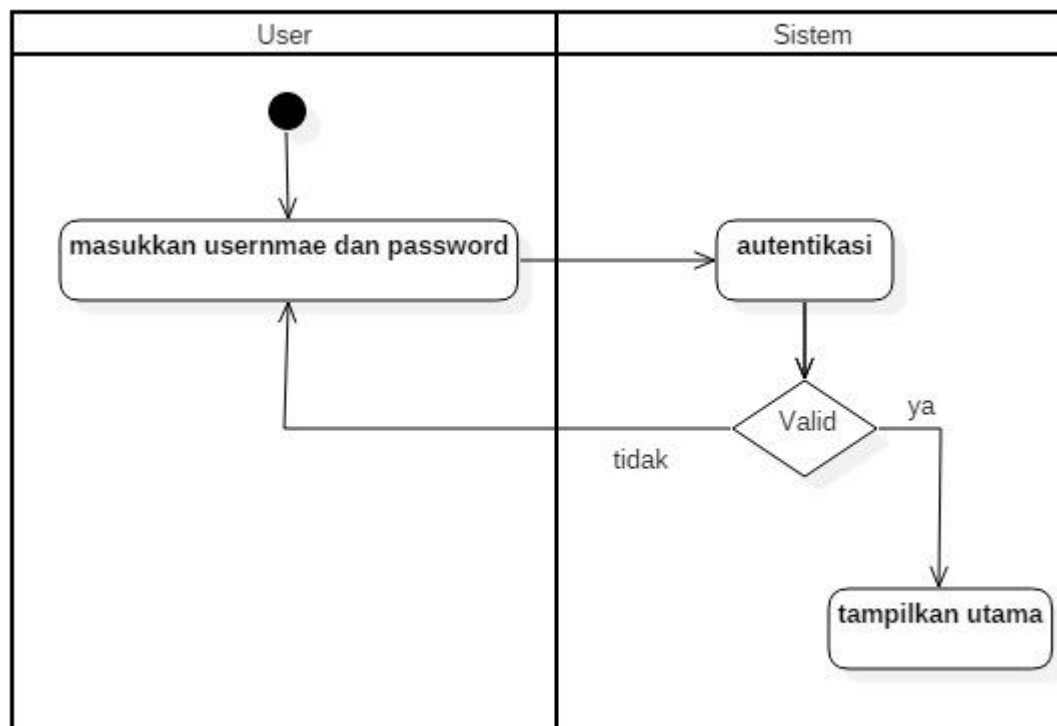 User
Sistem
masukkan usernmae dan password
autentikasi
Valid
ya
tidak
tampilkan utama